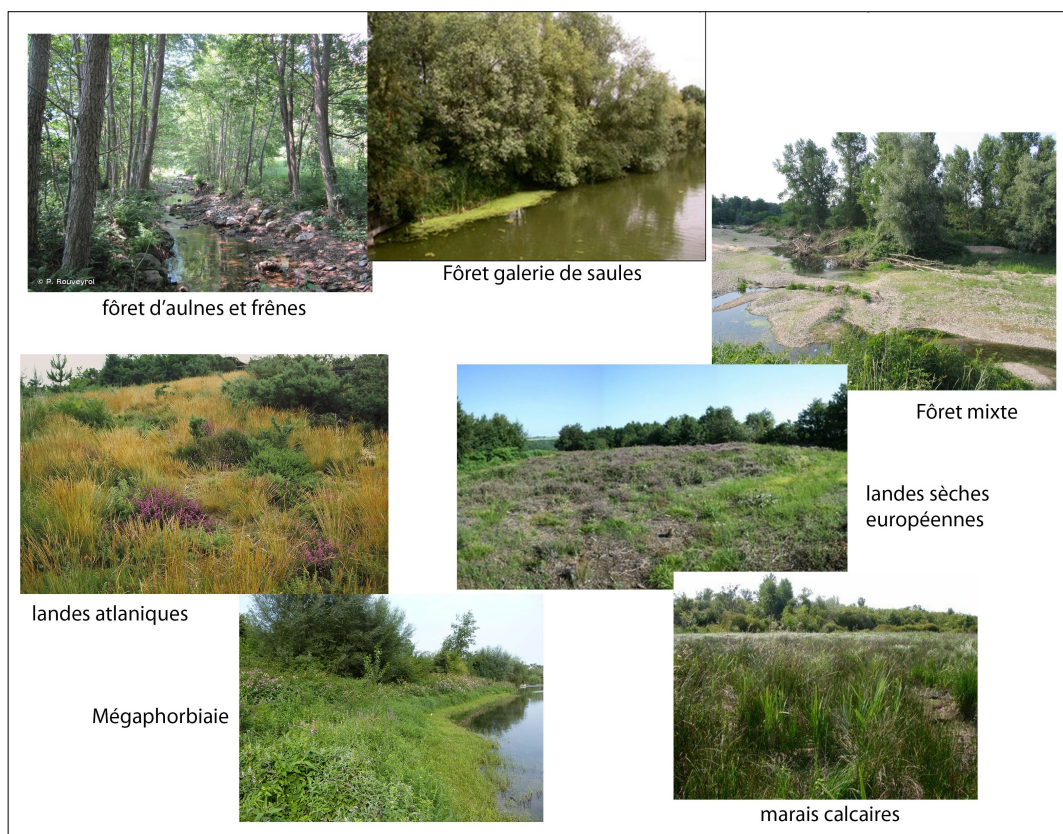 © P. Rouveyrol
fôret d'aulnes et frênes
Fôret galerie de saules
Fôret mixte
landes sèches
européennes
landes atlaniques
Mégaphorbiaie
marais calcaires